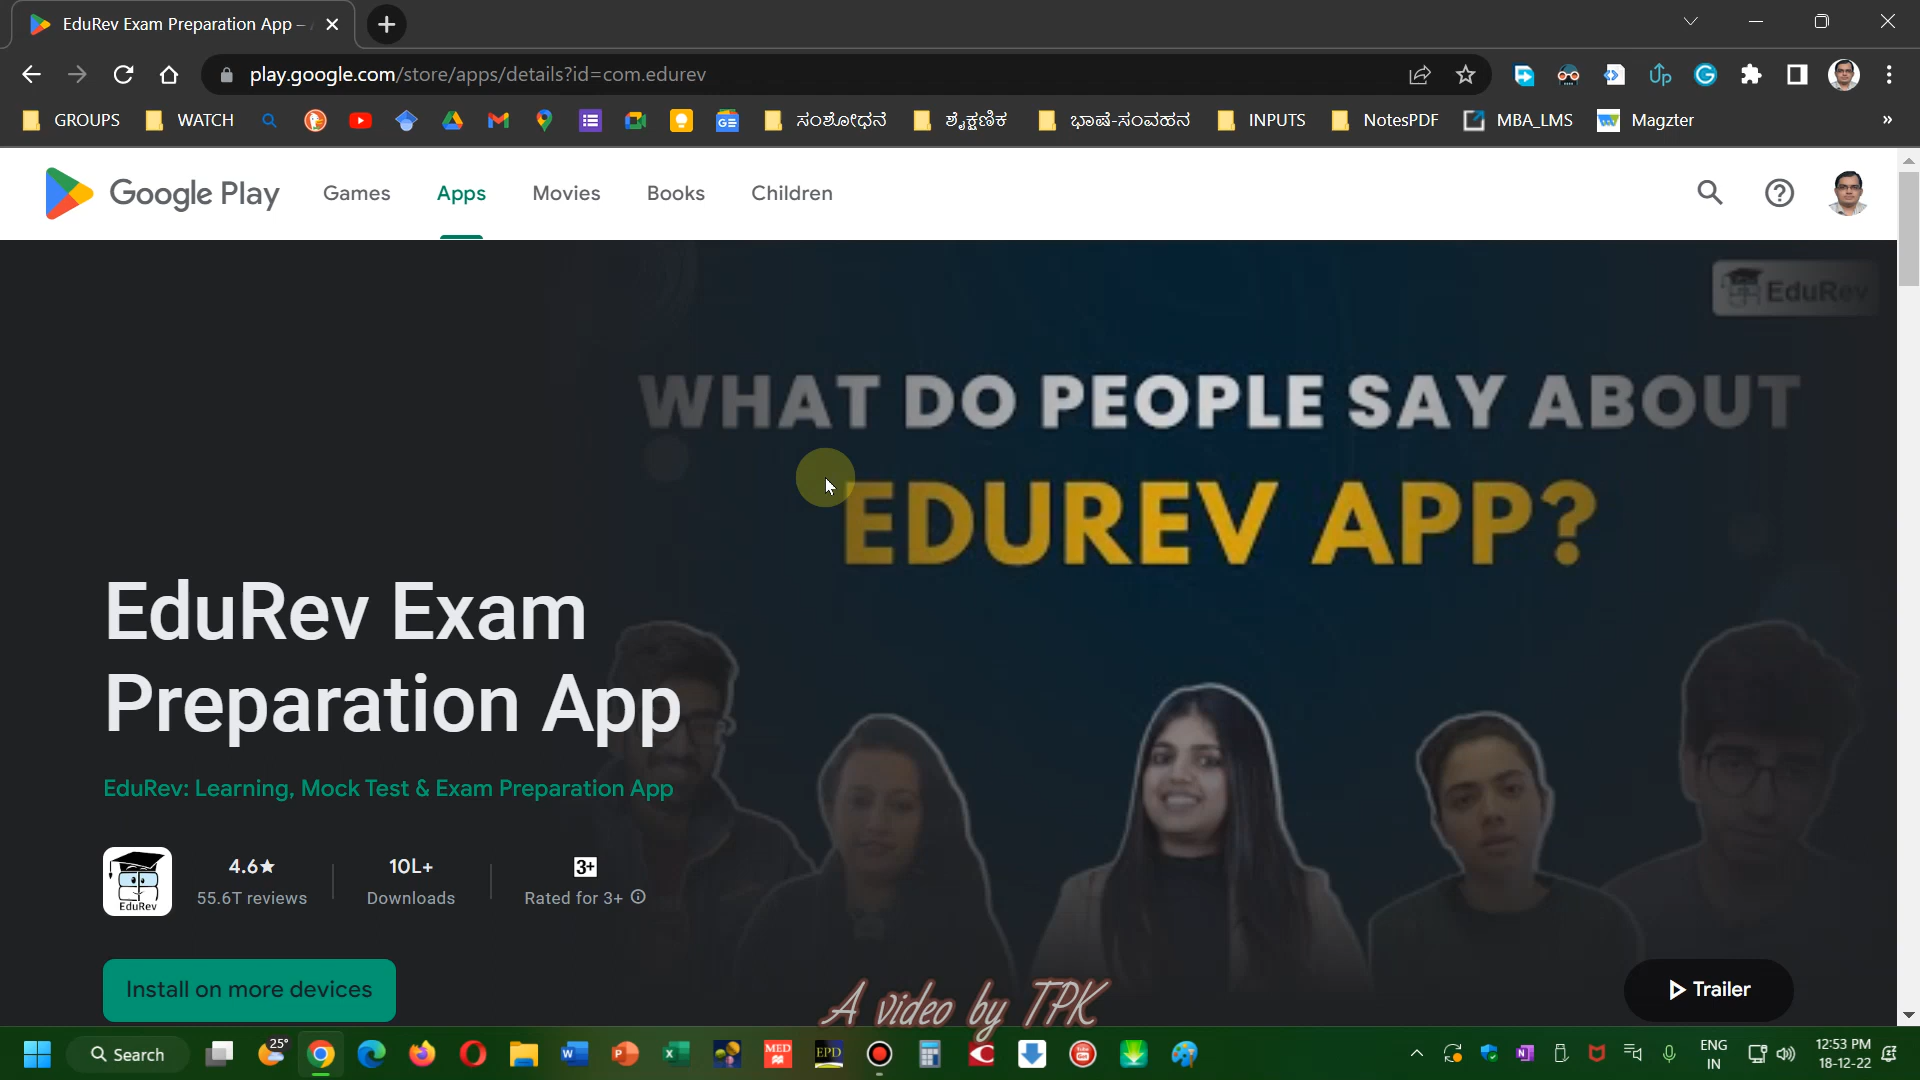 EduRev Exam Preparation App –
play.google.com/store/apps/details?id=com.edurev
GROUPS
WATCH
ಸಂಶೋಧನೆ
ಶೈಕ್ಷಣಿಕ
ಭಾಷೆ-ಸಂವಹನ
INPUTS
NotesPDF
MBA_LMS
Magzter
»
Google Play
Games
Apps
Movies
Books
Children
EduRev
WHAT DO PEOPLE SAY ABOUT
EDUREV APP?
EduRev Exam
Preparation App
EduRev: Learning, Mock Test & Exam Preparation App
EduRev
4.6★
55.6T reviews
10L+
Downloads
3+
Rated for 3+
Install on more devices
Trailer
A video by TPK
Search
25°
MED
EPD
ENG
IN
12:53 PM
18-12-22